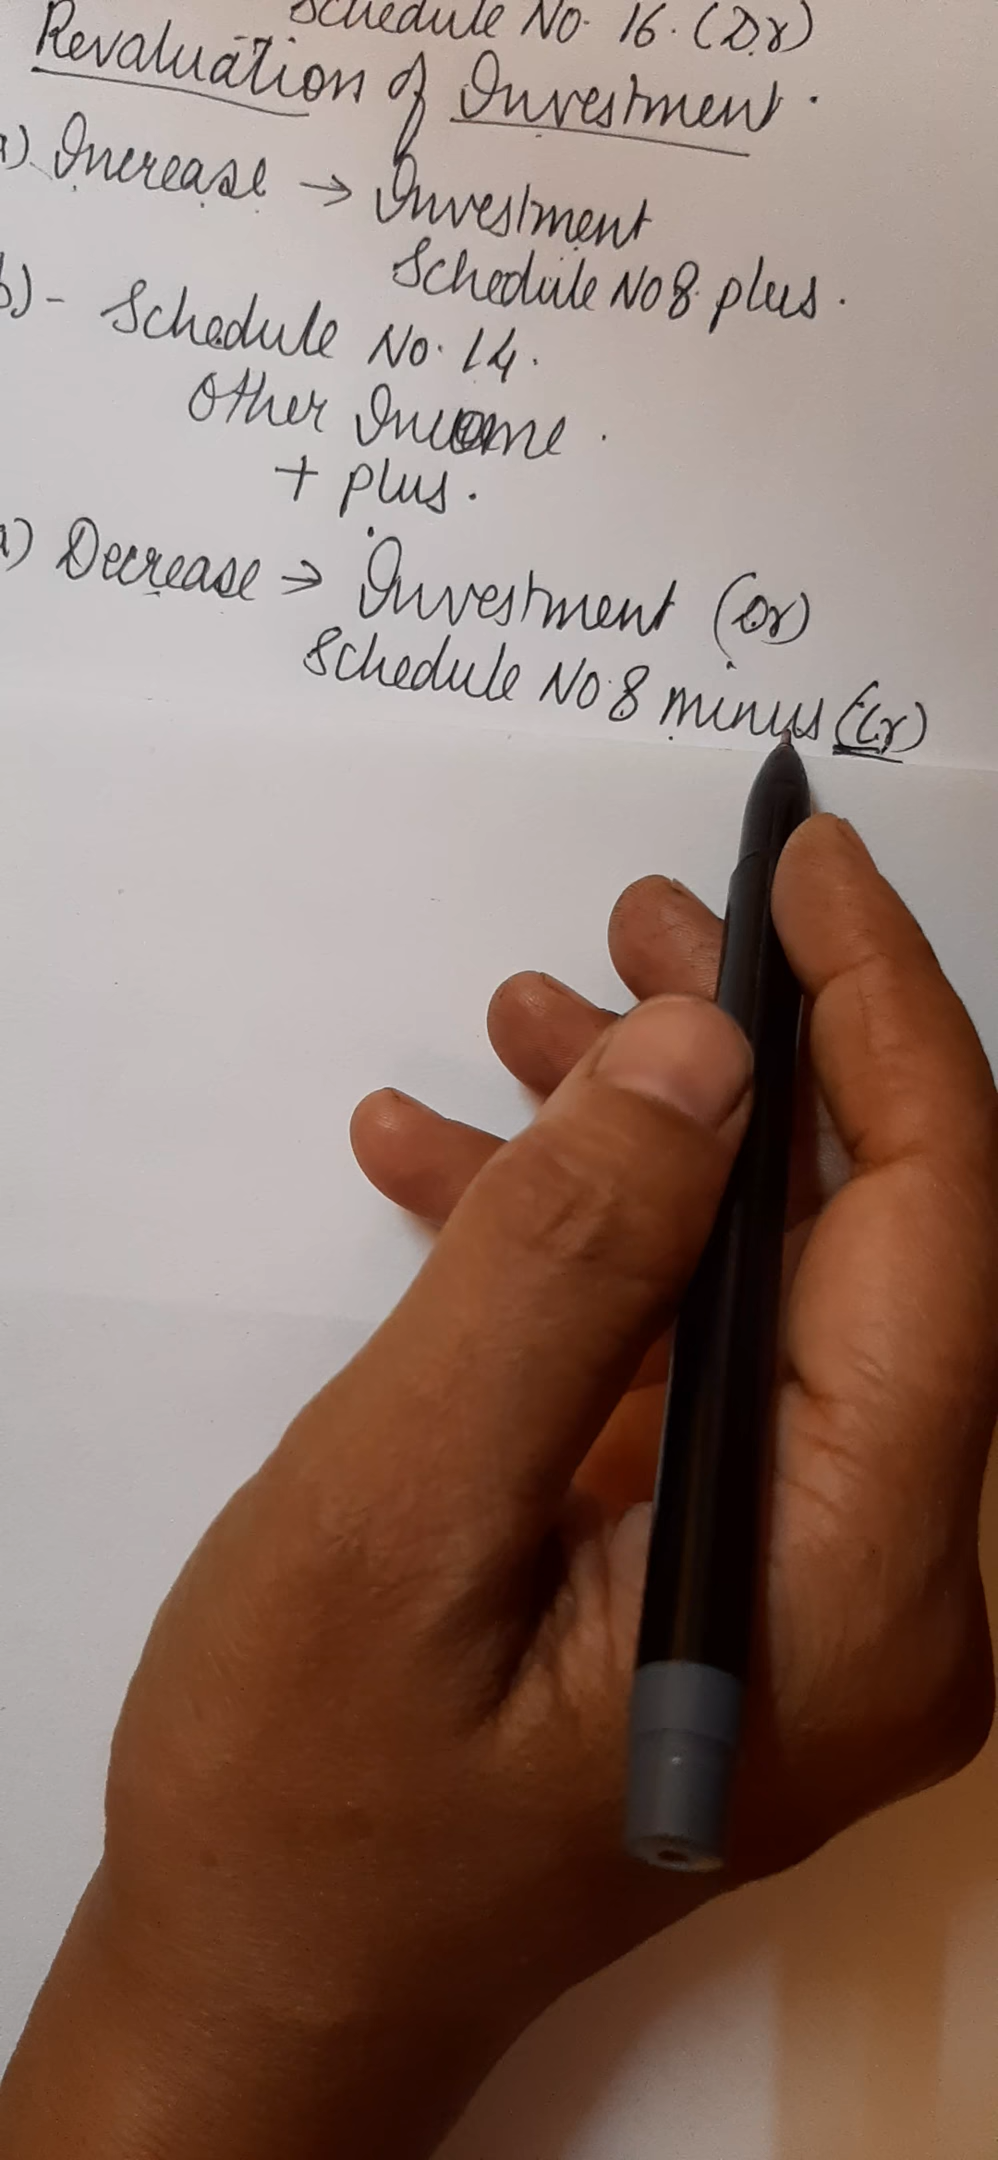 Schedule No. 16. (Dr)
Revaluation of Investment.
a) Increase → Investment
Schedule No 8 plus.
b) - Schedule No. 14.
Other Income.
+ plus.
a) Decrease → Investment (Dr)
Schedule No. 8 minus (Cr)